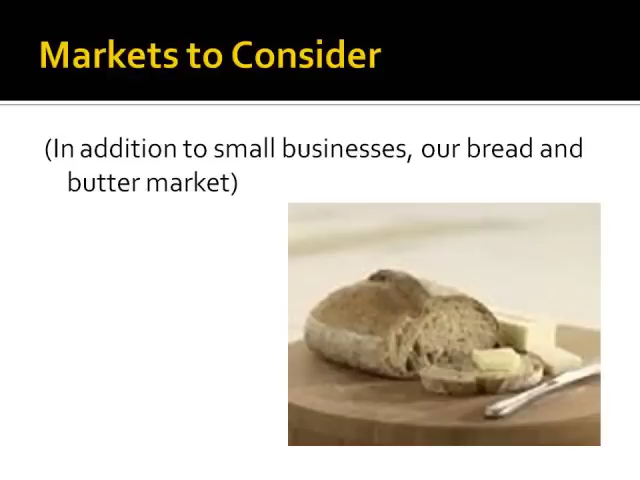 Markets to Consider
(In addition to small businesses, our bread and
butter market)